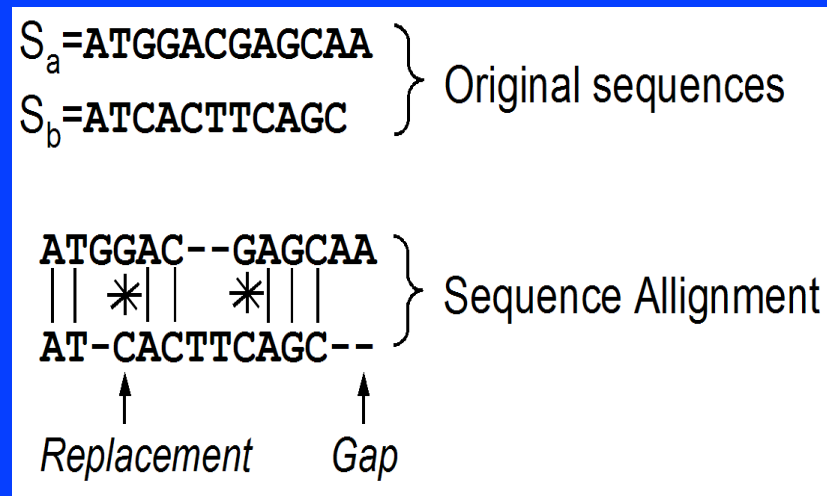 Sa=ATGGACGAGCAA
Sb=ATCACTTCAGC
Original sequences
ATGGAC--GAGCAA
|| *|| *|||
AT-CACTTCAGC--
Sequence Allignment
Replacement Gap